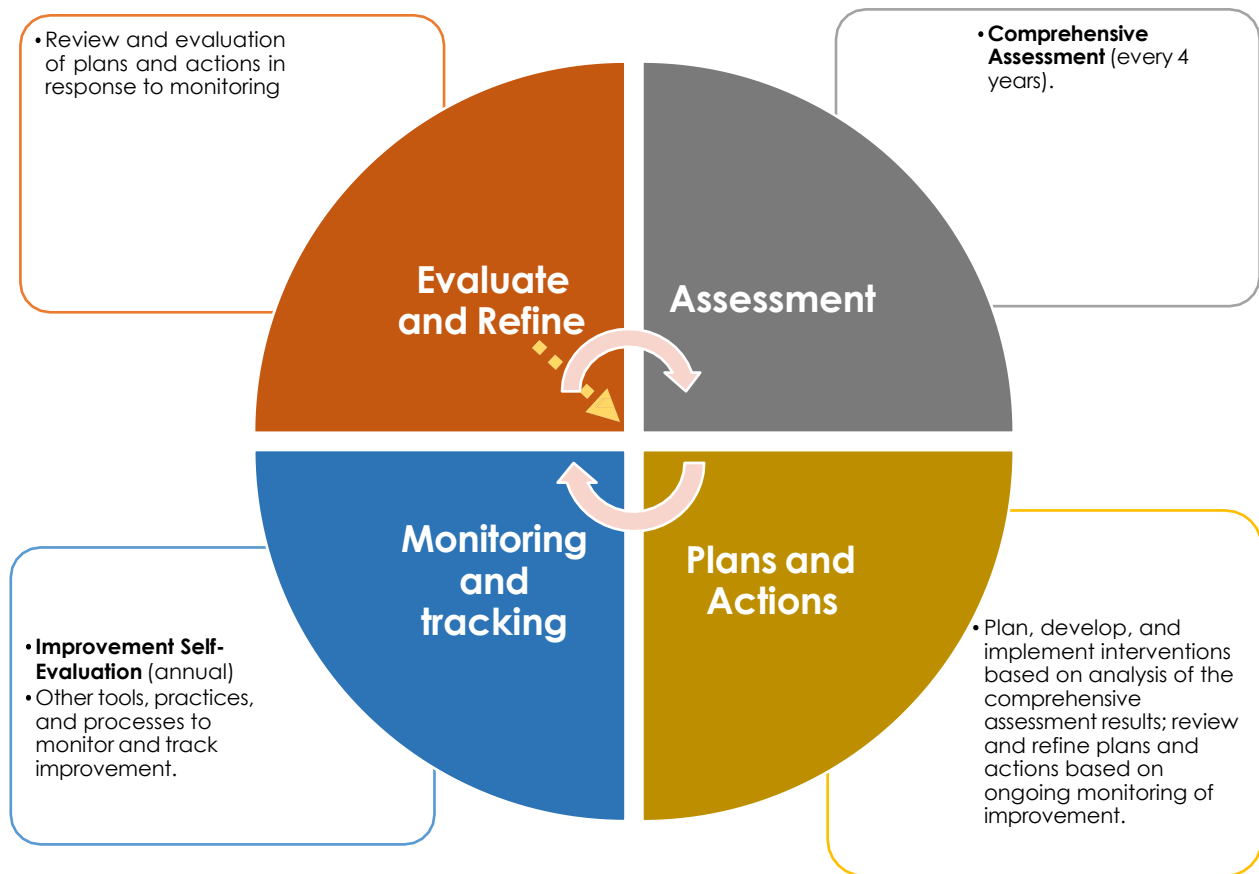 • Review and evaluation
of plans and actions in
response to monitoring
• Comprehensive
Assessment (every 4
years).
Evaluate
and Refine
Assessment
Monitoring
and
tracking
Plans and
Actions
• Improvement Self-
Evaluation (annual)
• Other tools, practices,
and processes to
monitor and track
improvement.
• Plan, develop, and
implement interventions
based on analysis of the
comprehensive
assessment results; review
and refine plans and
actions based on
ongoing monitoring of
improvement.